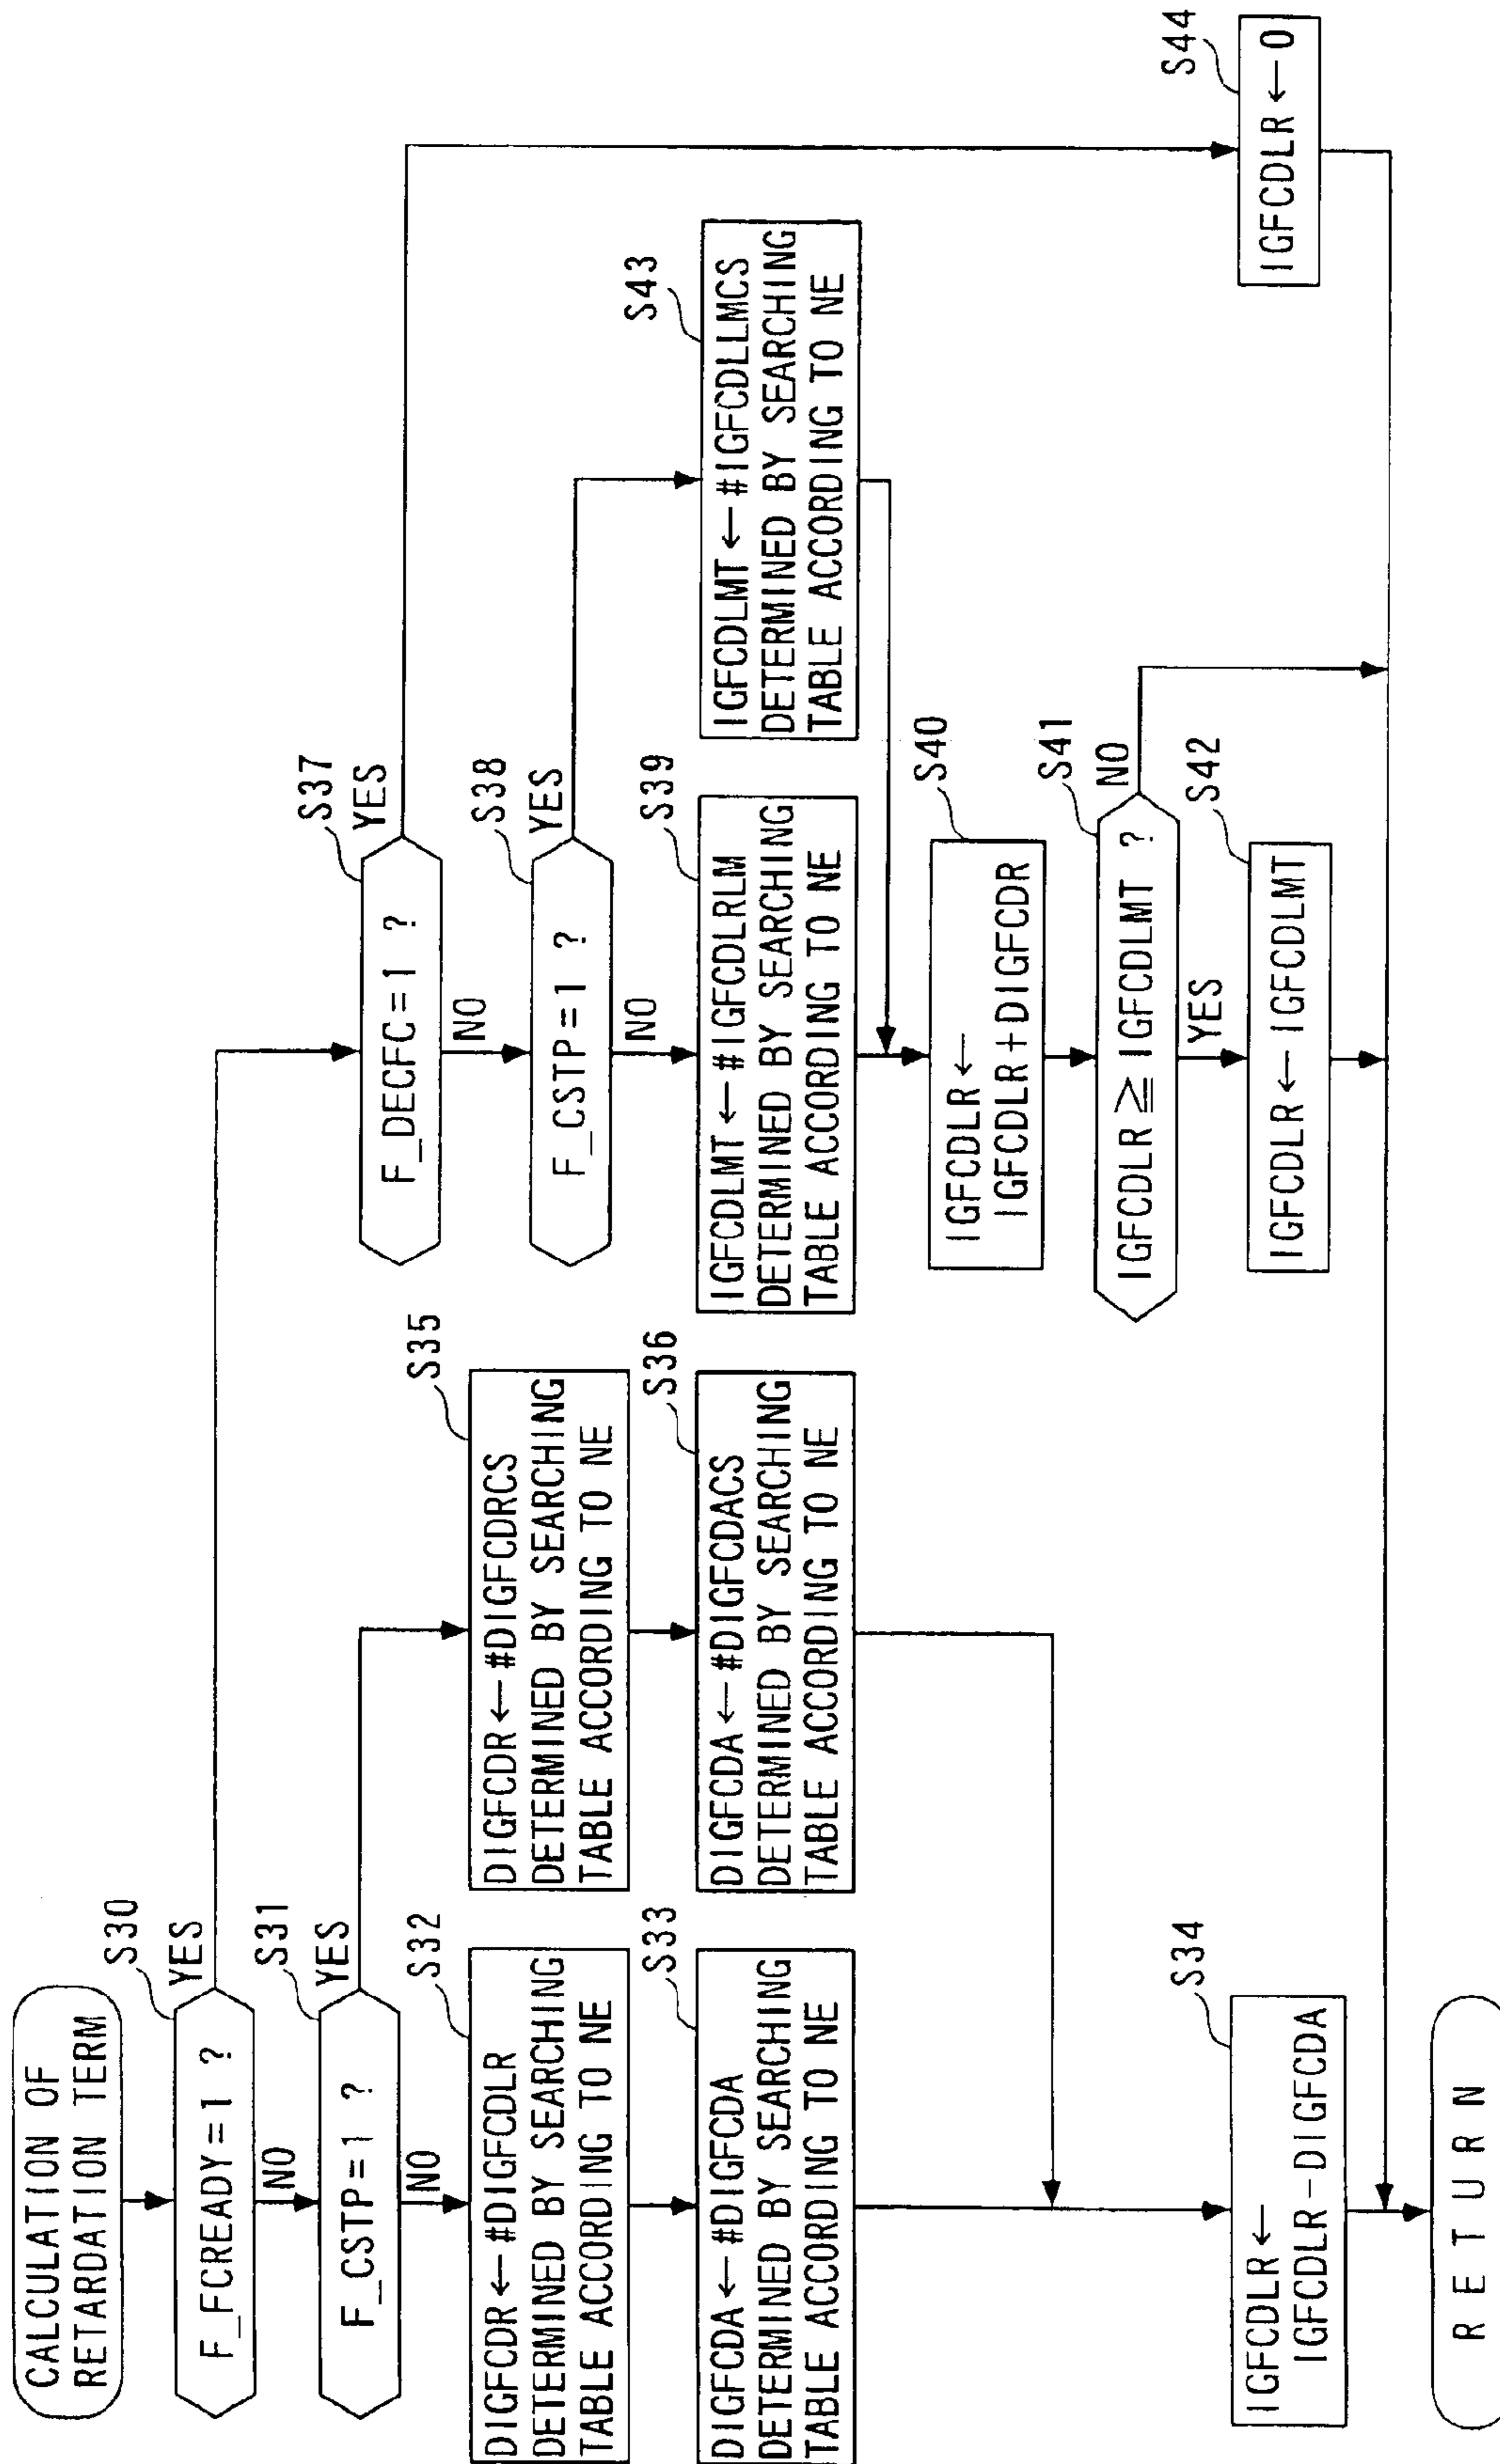 CALCULATION OF
RETARDATION TERM
S30
F_FCREADY=1 ?
YES
NO
S31
F_CSTP=1 ?
YES
NO
S32
DIGFCDR←#DIGFCDLR
DETERMINED BY SEARCHING
TABLE ACCORDING TO NE
S33
DIGFCDA←#DIGFCDA
DETERMINED BY SEARCHING
TABLE ACCORDING TO NE
S34
IGFCDLR←
IGFCDLR-DIGFCDA
S35
DIGFCDR←#DIGFCDRCS
DETERMINED BY SEARCHING
TABLE ACCORDING TO NE
S36
DIGFCDA←#DIGFCDACS
DETERMINED BY SEARCHING
TABLE ACCORDING TO NE
S37
F_DECFC=1 ?
YES
NO
S38
F_CSTP=1 ?
YES
NO
S39
IGFCDLMT←#IGFCDLRLM
DETERMINED BY SEARCHING
TABLE ACCORDING TO NE
S40
IGFCDLR←
IGFCDLR+DIGFCDR
S41
IGFCDLR≧IGFCDLMT ?
NO
YES
S42
IGFCDLR←IGFCDLMT
S43
IGFCDLMT←#IGFCDLLMCS
DETERMINED BY SEARCHING
TABLE ACCORDING TO NE
S44
IGFCDLR←0
RETURN